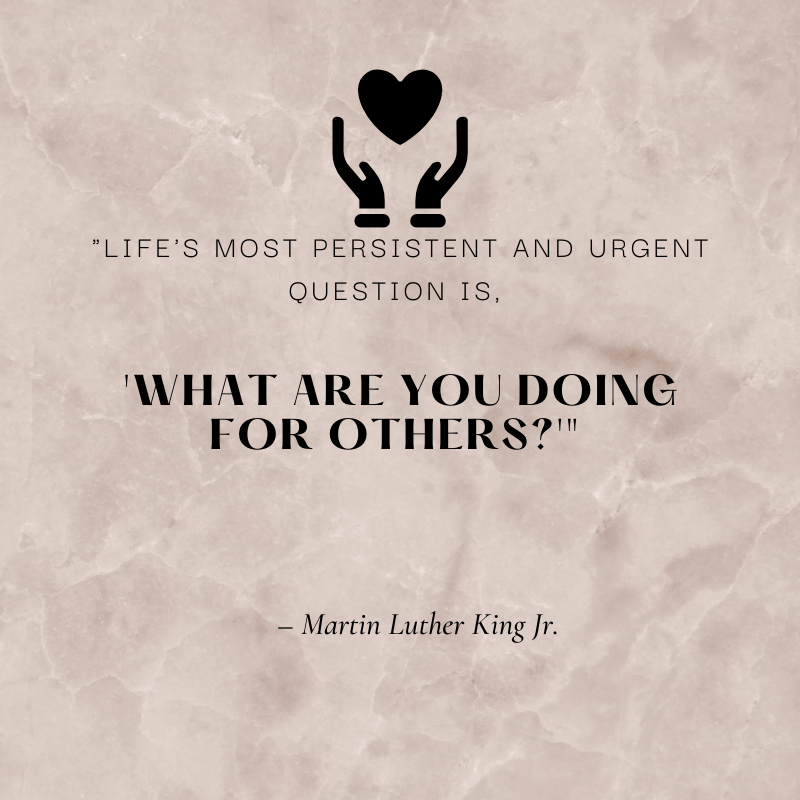 ”LIFE’S MOST PERSISTENT AND URGENT
QUESTION IS,
'WHAT ARE YOU DOING
FOR OTHERS?'"
– Martin Luther King Jr.